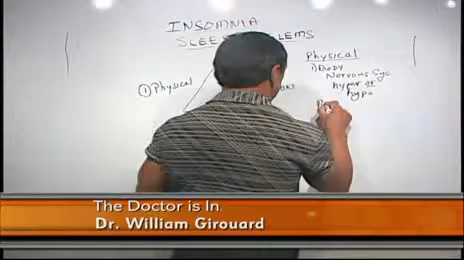 INSOMNIA
SLEEP PROBLEMS
Physical
1) Body
Nervous Sys
hyper or
hypo
① Physical
The Doctor is In.
Dr. William Girouard